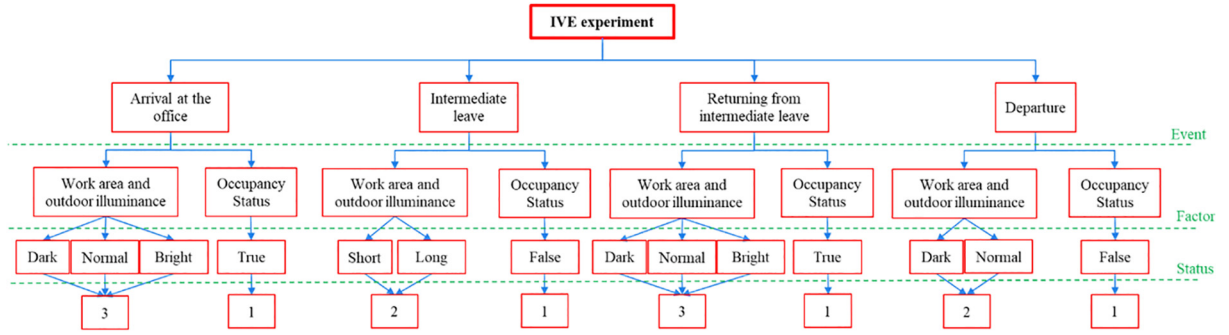 IVE experiment
Arrival at the
office
Intermediate
leave
Returning from
intermediate leave
Departure
Event
Work area and
outdoor illuminance
Occupancy
Status
Work area and
outdoor illuminance
Occupancy
Status
Work area and
outdoor illuminance
Occupancy
Status
Work area and
outdoor illuminance
Occupancy
Status
Factor
Dark
Normal
Bright
True
Short
Long
False
Dark
Normal
Bright
True
Dark
Normal
False
Status
3
1
2
1
3
1
2
1